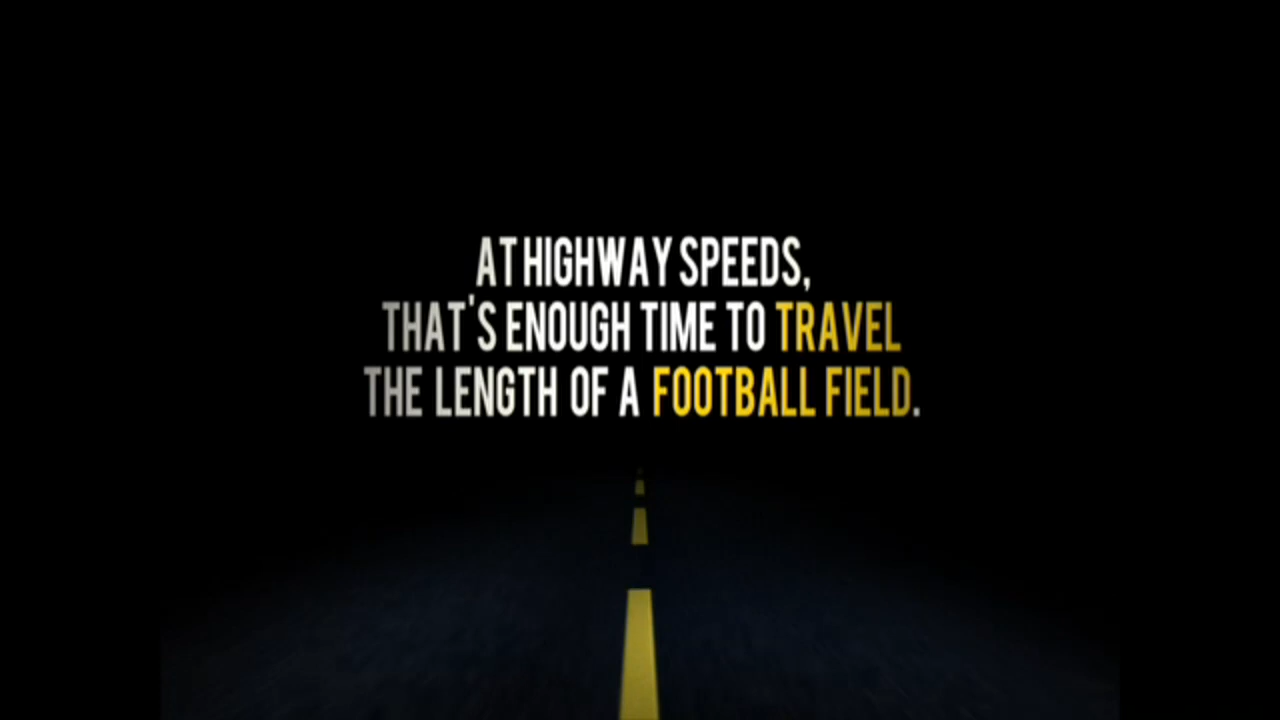 AT HIGHWAY SPEEDS,
THAT'S ENOUGH TIME TO TRAVEL
THE LENGTH OF A FOOTBALL FIELD.